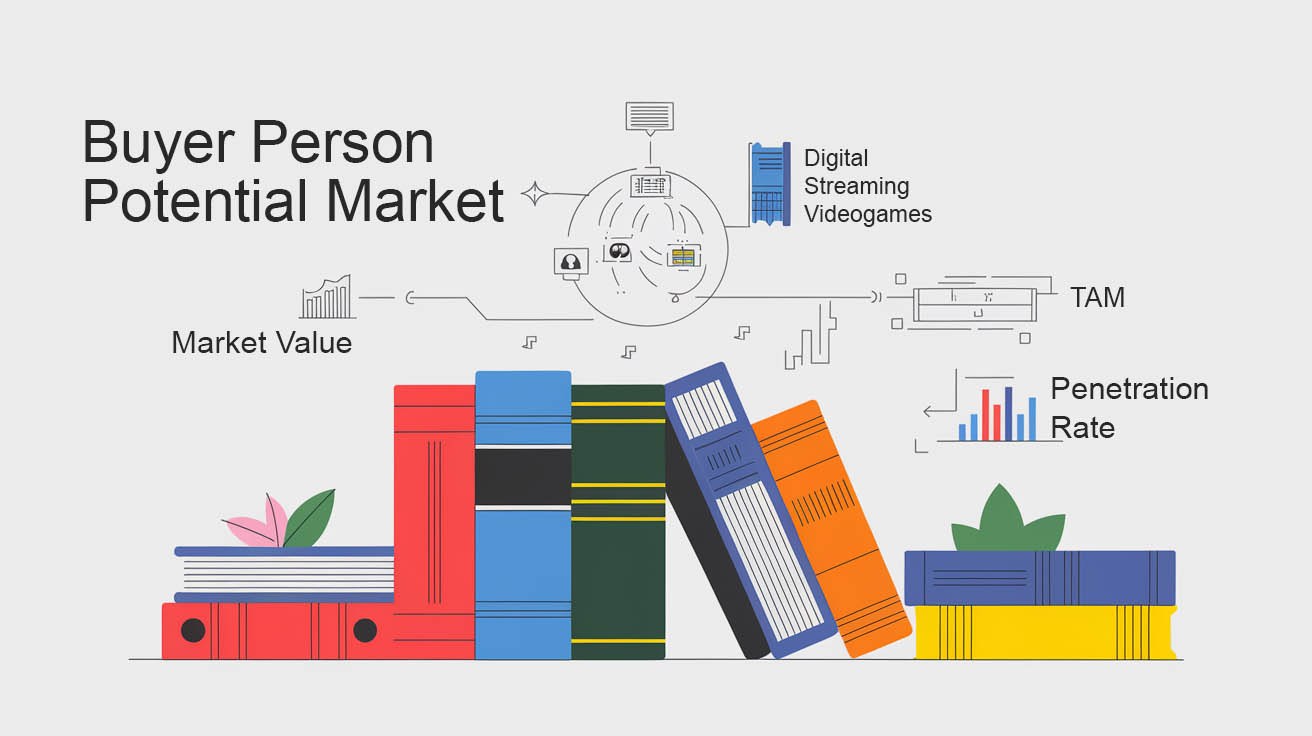 Buyer Person
Potential Market
Digital
Streaming
Videogames
Market Value
TAM
Penetration
Rate